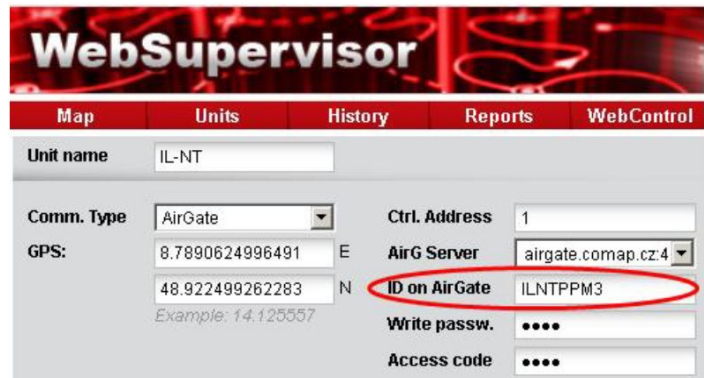 WebSupervisor
Map Units History Reports WebControl
Unit name IL-NT
Comm. Type AirGate Ctrl. Address 1
GPS: 8.7890624996491 E AirG Server airgate.comap.cz:4
48.922499262283 N ID on AirGate ILNTPPM3
Example: 14.125557 Write passw. ••••
Access code ••••